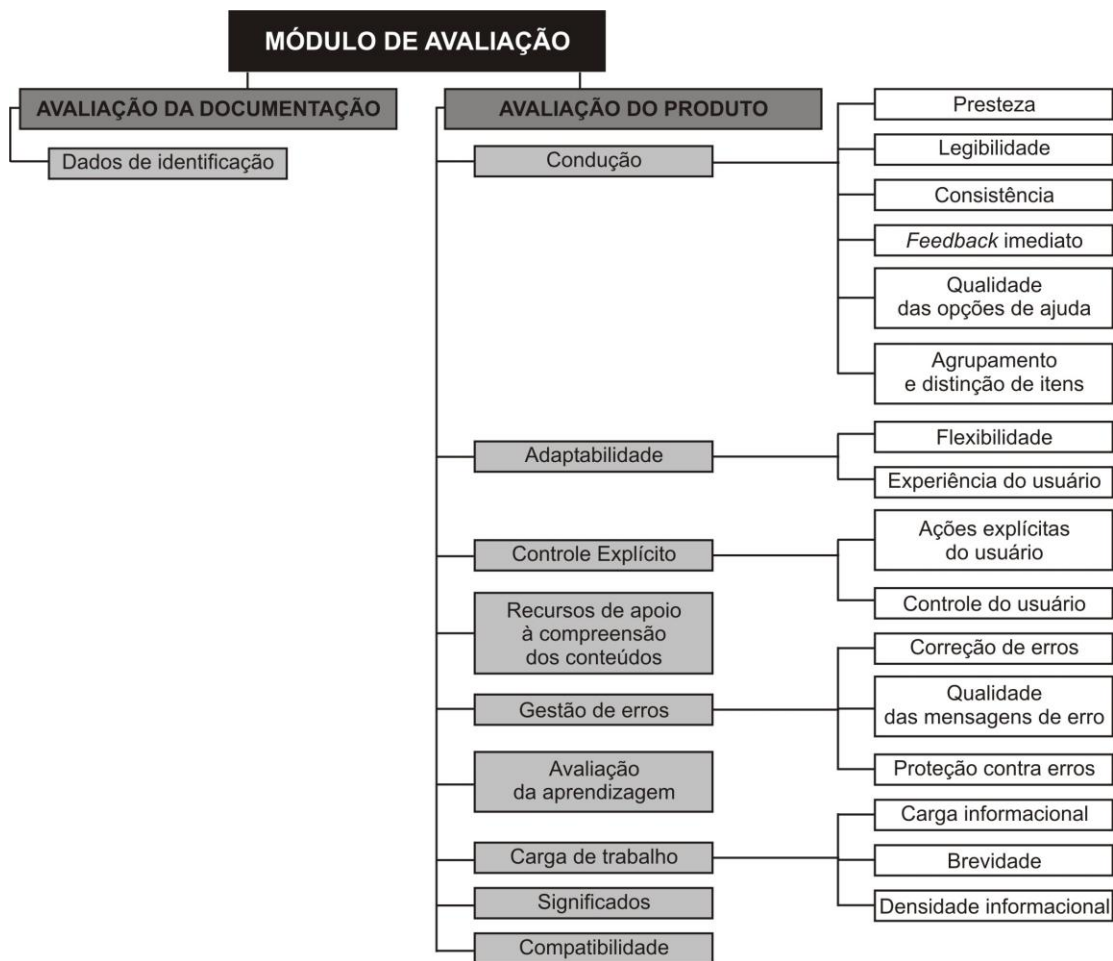 MÓDULO DE AVALIAÇÃO
AVALIAÇÃO DA DOCUMENTAÇÃO
Dados de identificação
AVALIAÇÃO DO PRODUTO
Condução
Presteza
Legibilidade
Consistência
Feedback imediato
Qualidade
das opções de ajuda
Agrupamento
e distinção de itens
Adaptabilidade
Flexibilidade
Experiência do usuário
Controle Explícito
Ações explícitas
do usuário
Controle do usuário
Recursos de apoio
à compreensão
dos conteúdos
Gestão de erros
Correção de erros
Qualidade
das mensagens de erro
Proteção contra erros
Avaliação
da aprendizagem
Carga de trabalho
Carga informacional
Brevidade
Densidade informacional
Significados
Compatibilidade